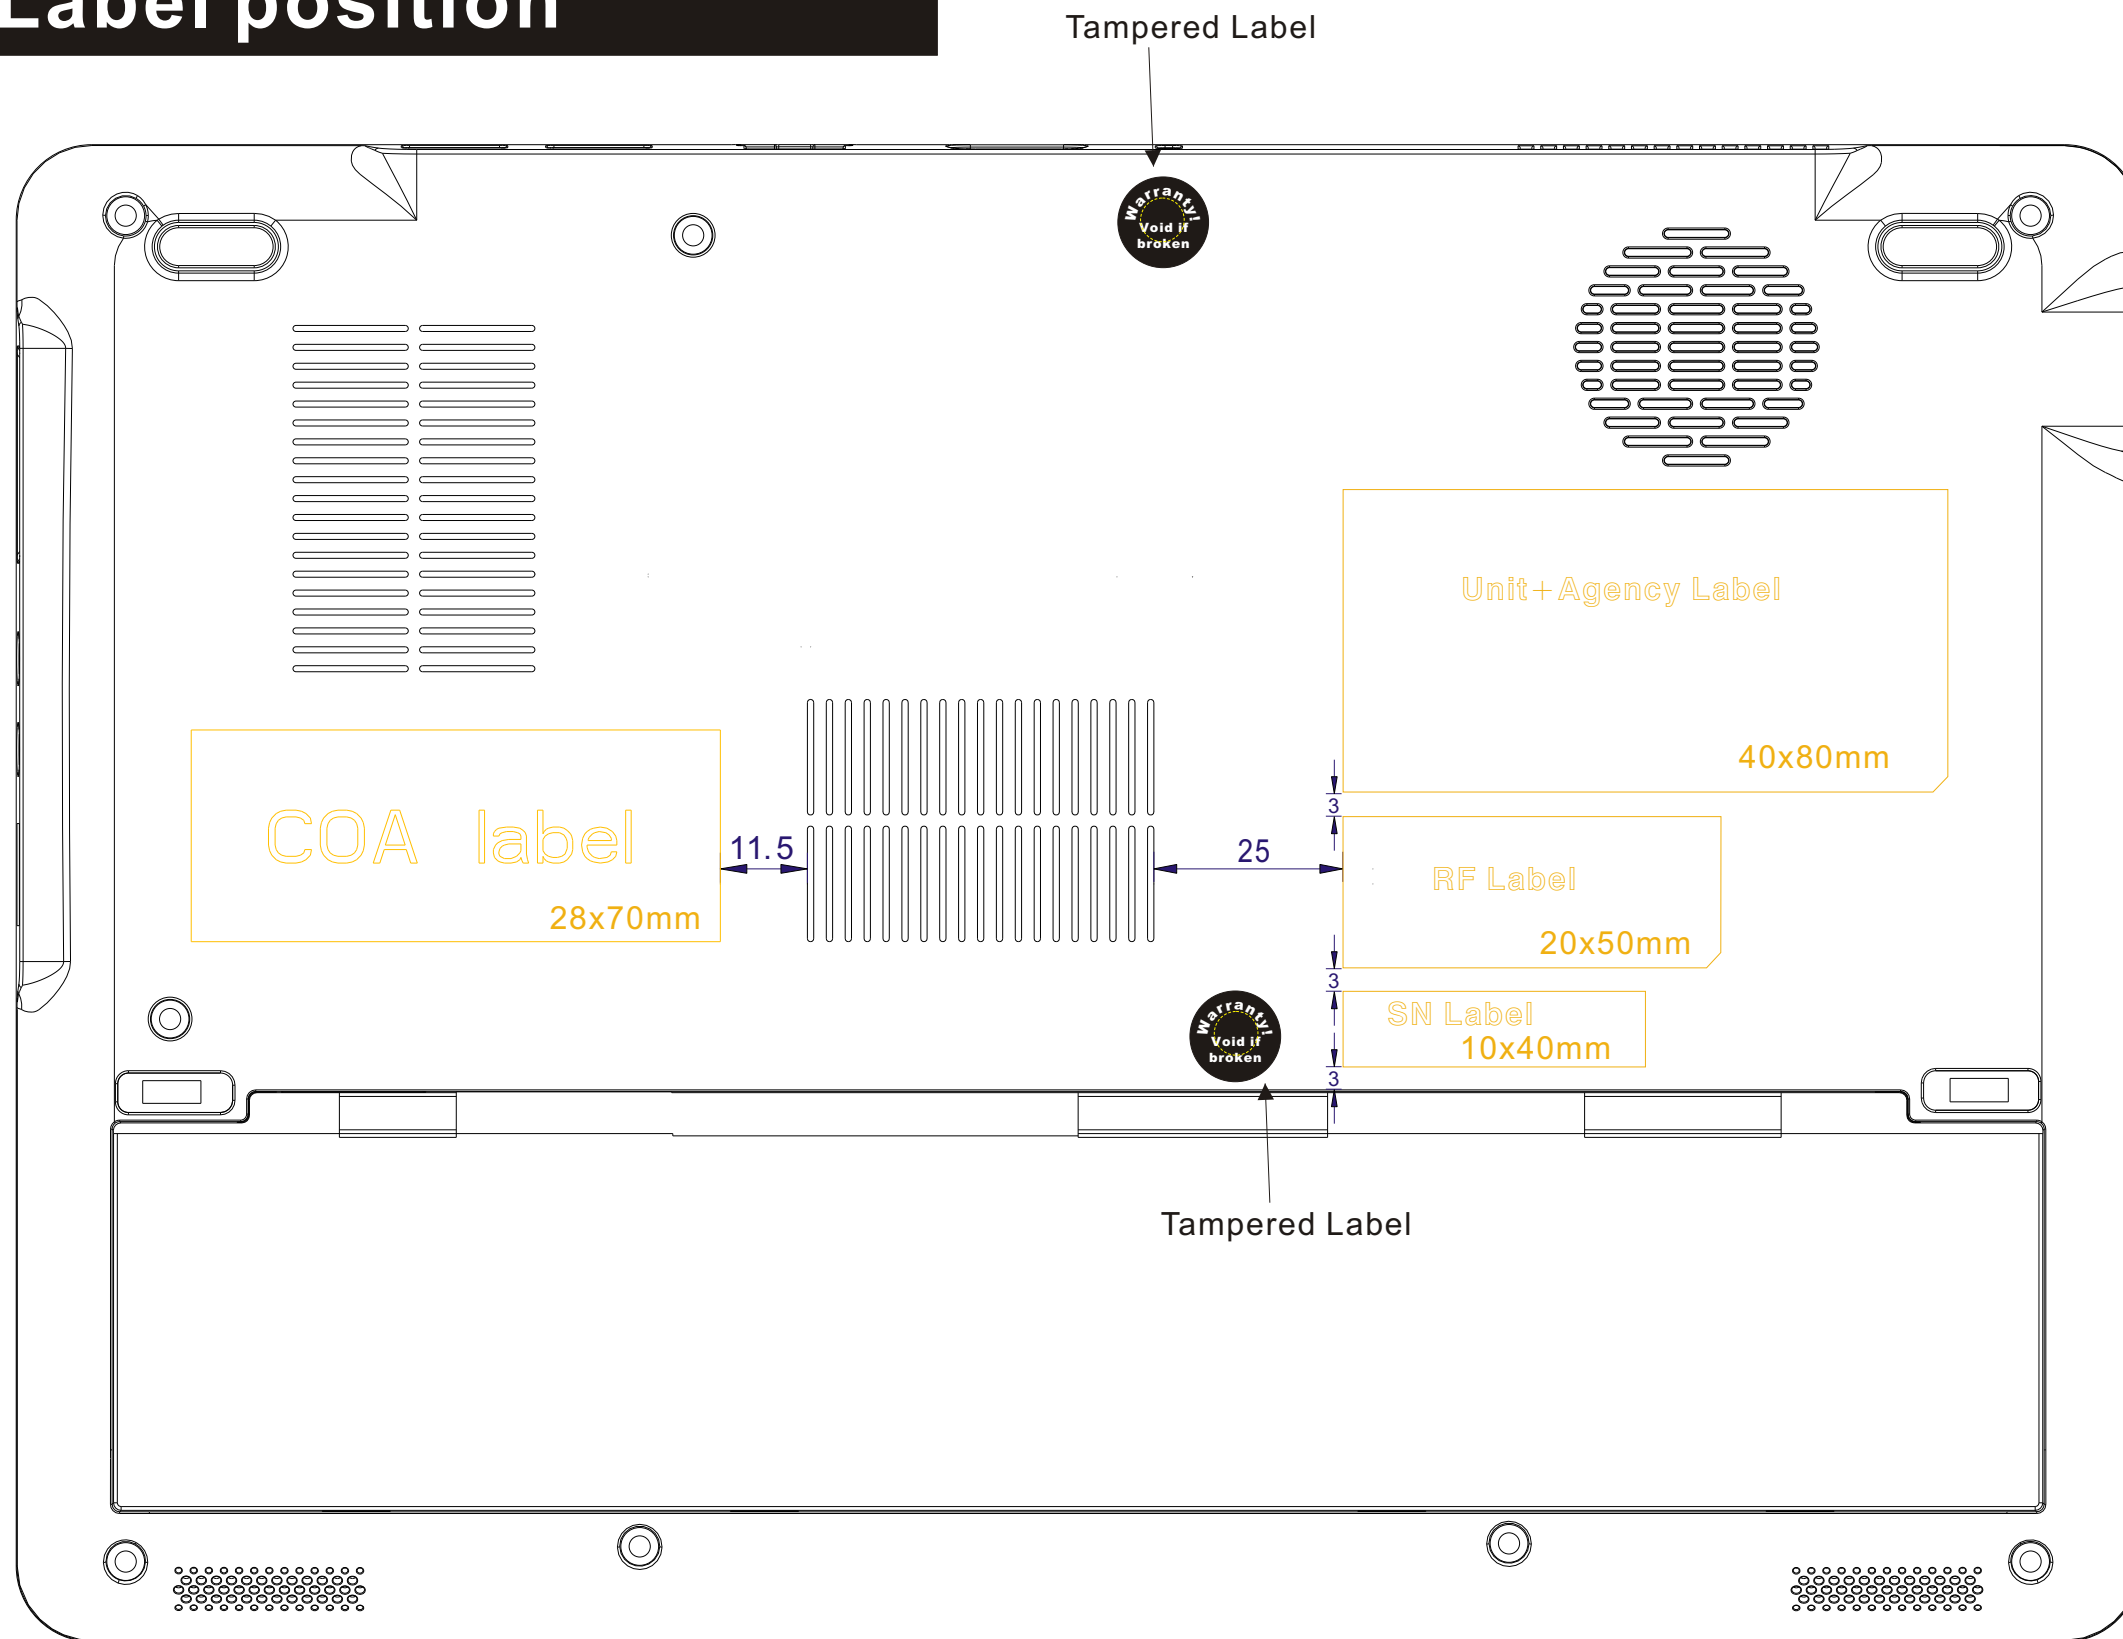 Label position
Tampered Label
Warranty!
Void if
broken
Unit+Agency Label
40x80mm
3
COA label
28x70mm
11.5
25
RF Label
20x50mm
3
SN Label
10x40mm
3
Warranty!
Void if
broken
Tampered Label